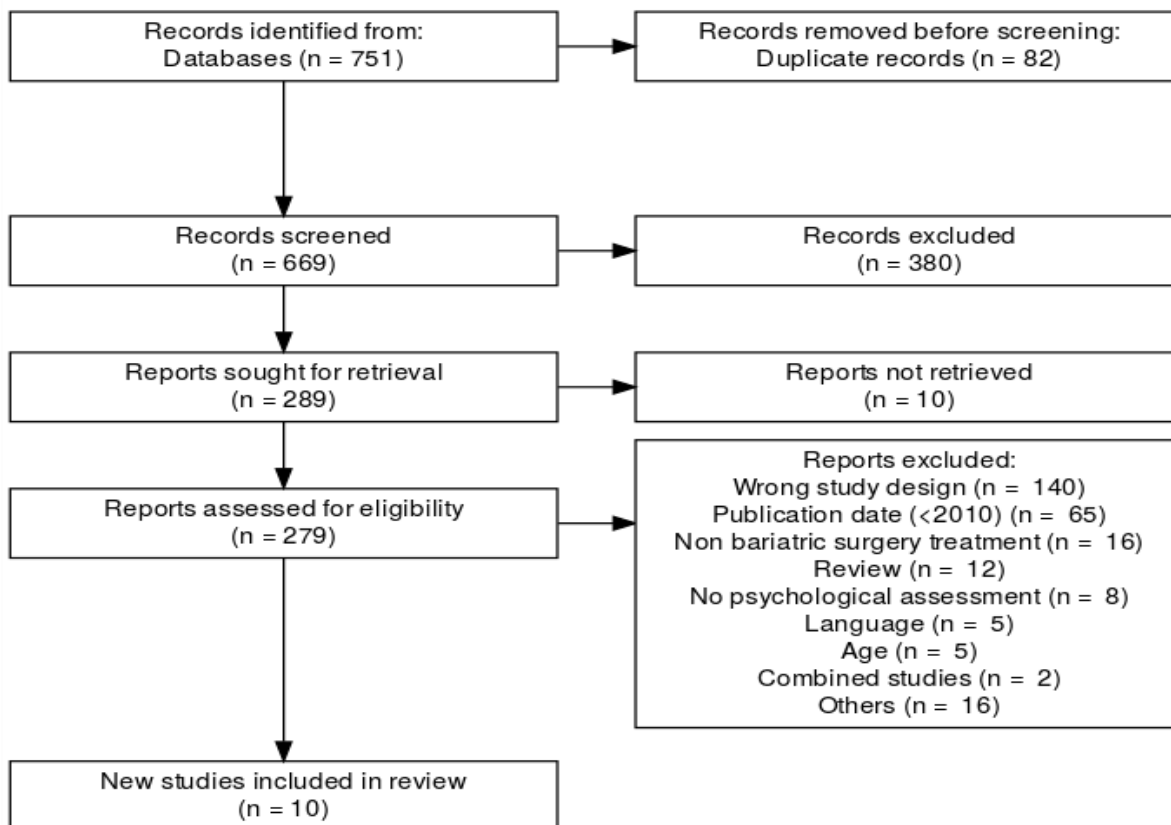 Records identified from:
Databases (n = 751)
Records removed before screening:
Duplicate records (n = 82)
Records screened
(n = 669)
Records excluded
(n = 380)
Reports sought for retrieval
(n = 289)
Reports not retrieved
(n = 10)
Reports assessed for eligibility
(n = 279)
Reports excluded:
Wrong study design (n = 140)
Publication date (<2010) (n = 65)
Non bariatric surgery treatment (n = 16)
Review (n = 12)
No psychological assessment (n = 8)
Language (n = 5)
Age (n = 5)
Combined studies (n = 2)
Others (n = 16)
New studies included in review
(n = 10)